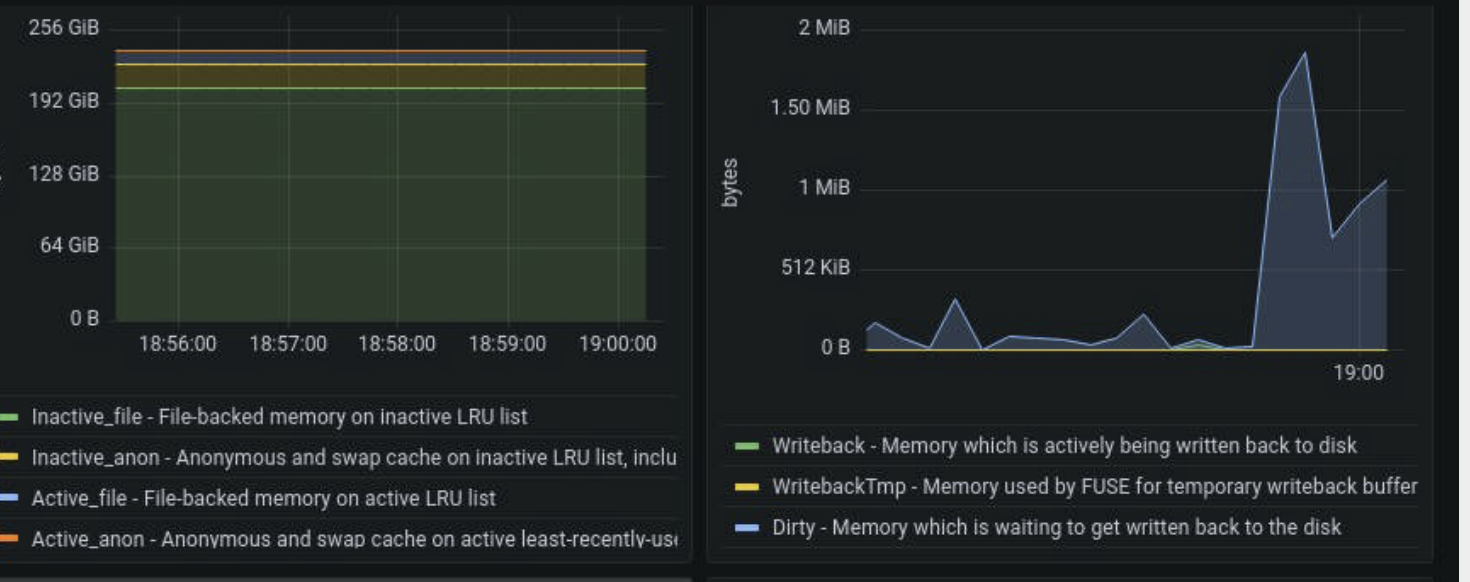 256 GiB
192 GiB
128 GiB
64 GiB
0 B
18:56:00 18:57:00 18:58:00 18:59:00 19:00:00
Inactive_file - File-backed memory on inactive LRU list
Inactive_anon - Anonymous and swap cache on inactive LRU list, inclu
Active_file - File-backed memory on active LRU list
Active_anon - Anonymous and swap cache on active least-recently-use
2 MiB
1.50 MiB
1 MiB
512 KiB
0 B
bytes
19:00
Writeback - Memory which is actively being written back to disk
WritebackTmp - Memory used by FUSE for temporary writeback buffer
Dirty - Memory which is waiting to get written back to the disk